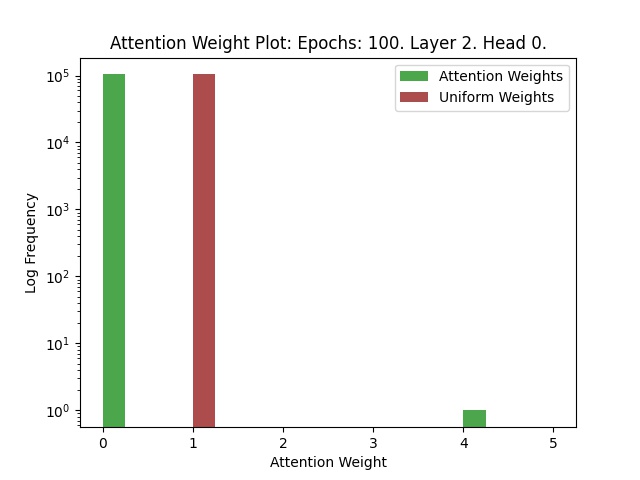 Attention Weight Plot: Epochs: 100. Layer 2. Head 0.
Attention Weights
Uniform Weights
10^5
10^4
10^3
10^2
10^1
10^0
Log Frequency
0 1 2 3 4 5
Attention Weight